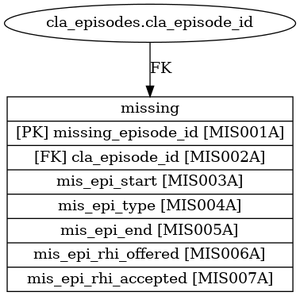 cla_episodes.cla_episode_id
FK
missing
[PK] missing_episode_id [MIS001A]
[FK] cla_episode_id [MIS002A]
mis_epi_start [MIS003A]
mis_epi_type [MIS004A]
mis_epi_end [MIS005A]
mis_epi_rhi_offered [MIS006A]
mis_epi_rhi_accepted [MIS007A]